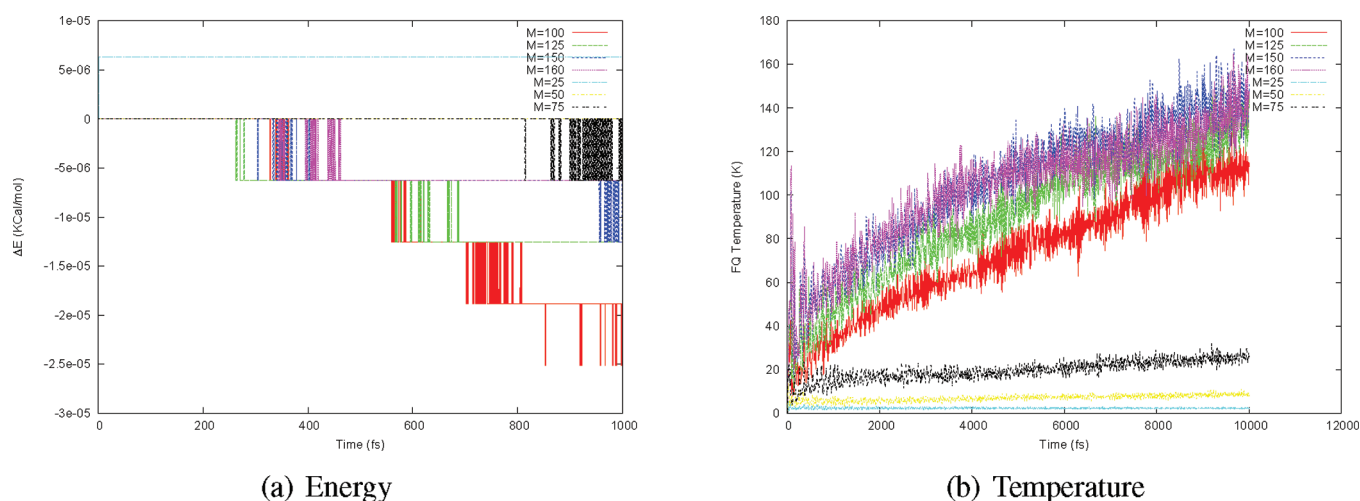 1e-05
5e-06
0
-5e-06
-1e-05
-1.5e-05
-2e-05
-2.5e-05
-3e-05
ΔE (KCal/mol)
0
200
400
600
800
1000
Time (fs)
M=100
M=125
M=150
M=160
M=25
M=50
M=75
(a) Energy
180
160
140
120
100
80
60
40
20
0
FQ Temperature (K)
0
2000
4000
6000
8000
10000
12000
Time (fs)
M=100
M=125
M=150
M=160
M=25
M=50
M=75
(b) Temperature